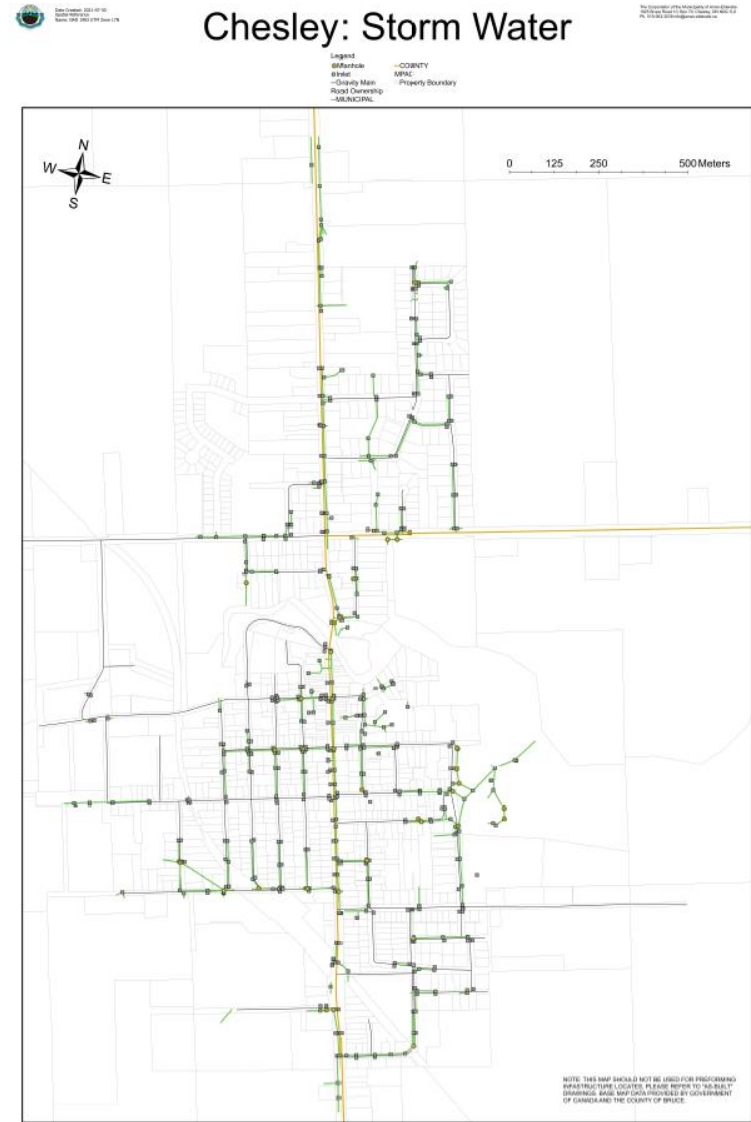 Chesley: Storm Water
Legend
Manhole
Inlet
Gravity Main
Road Ownership
MUNICIPAL
COUNTY
MPAC
Property Boundary
N
W
E
S
0 125 250 500 Meters
NOTE: THIS MAP SHOULD NOT BE USED FOR PREFORMING
INFRASTRUCTURE LOCATES. PLEASE REFER TO "AS-BUILT"
DRAWINGS. BASE MAP DATA PROVIDED BY GOVERNMENT
OF CANADA AND THE COUNTY OF BRUCE.